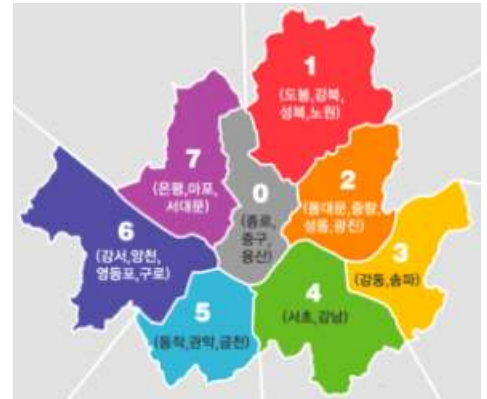 1
(도봉,강북,
성북,노원)
7
(은평,마포,
서대문)
0
(종로,
중구,
용산)
2
(동대문,중랑,
성동,광진)
6
(강서,양천,
영등포,구로)
3
(강동,송파)
5
(동작,관악,금천)
4
(서초,강남)